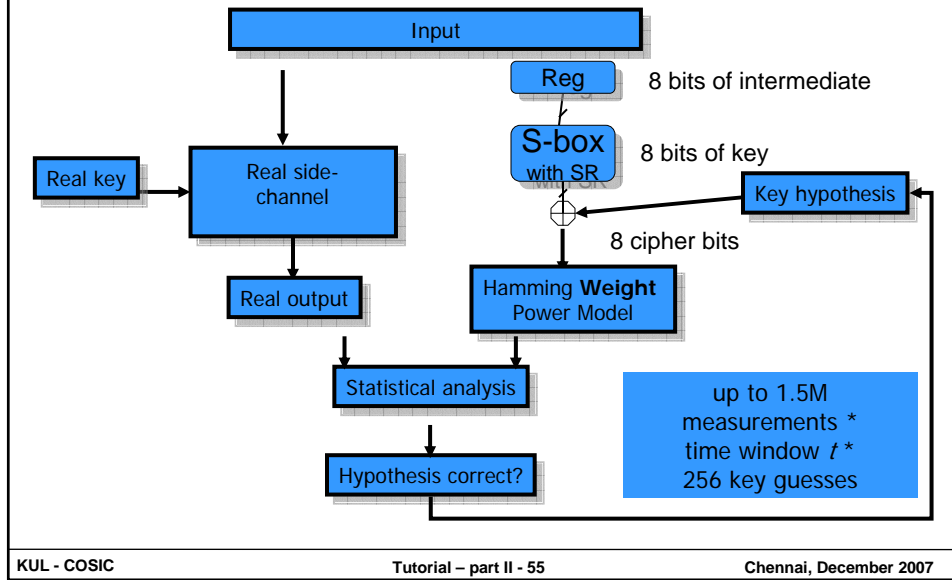 Input
Reg
8 bits of intermediate
S-box
with SR
8 bits of key
Real key
Real side-
channel
Key hypothesis
8 cipher bits
Real output
Hamming Weight
Power Model
Statistical analysis
up to 1.5M
measurements *
time window t *
256 key guesses
Hypothesis correct?
KUL - COSIC
Tutorial – part II - 55
Chennai, December 2007